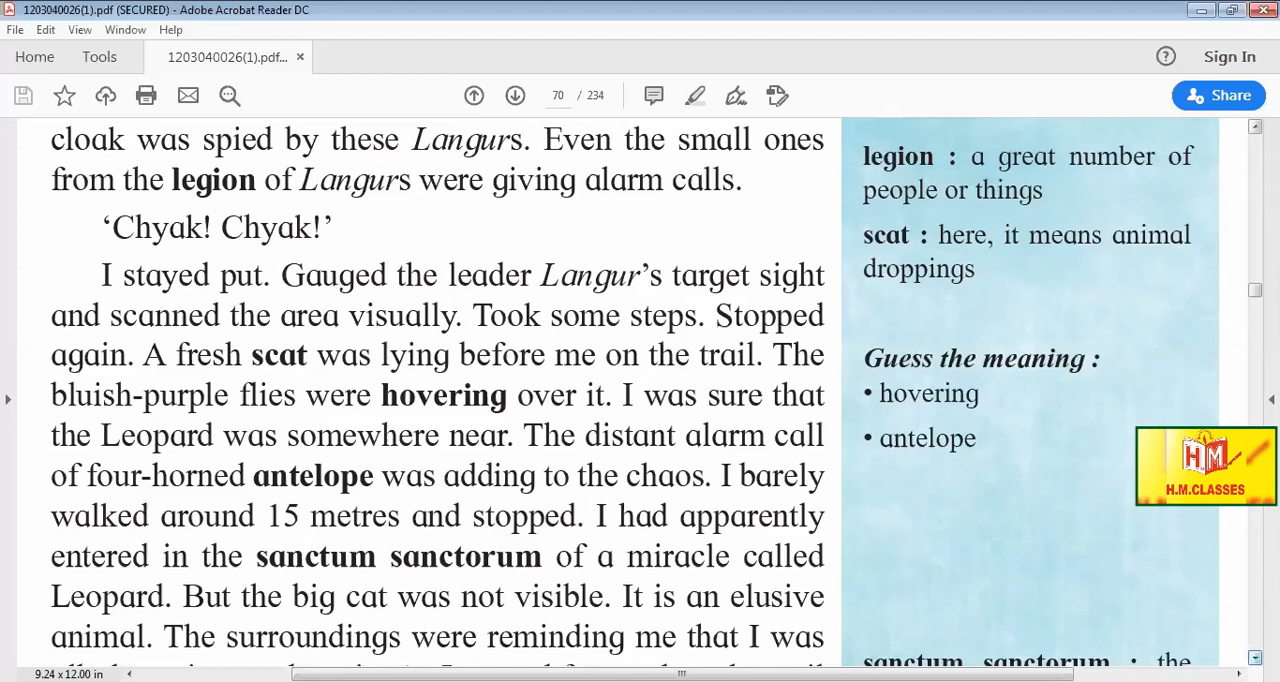 1203040026(1).pdf (SECURED) - Adobe Acrobat Reader DC
File Edit View Window Help
Home Tools 1203040026(1).pdf... × Sign In
70 / 234 Share
cloak was spied by these Langurs. Even the small ones
from the legion of Langurs were giving alarm calls.
‘Chyak! Chyak!’
I stayed put. Gauged the leader Langur’s target sight
and scanned the area visually. Took some steps. Stopped
again. A fresh scat was lying before me on the trail. The
bluish-purple flies were hovering over it. I was sure that
the Leopard was somewhere near. The distant alarm call
of four-horned antelope was adding to the chaos. I barely
walked around 15 metres and stopped. I had apparently
entered in the sanctum sanctorum of a miracle called
Leopard. But the big cat was not visible. It is an elusive
animal. The surroundings were reminding me that I was
legion : a great number of
people or things
scat : here, it means animal
droppings
Guess the meaning :
• hovering
• antelope
HM
H.M.CLASSES
sanctum sanctorum : the
9.24 x 12.00 in